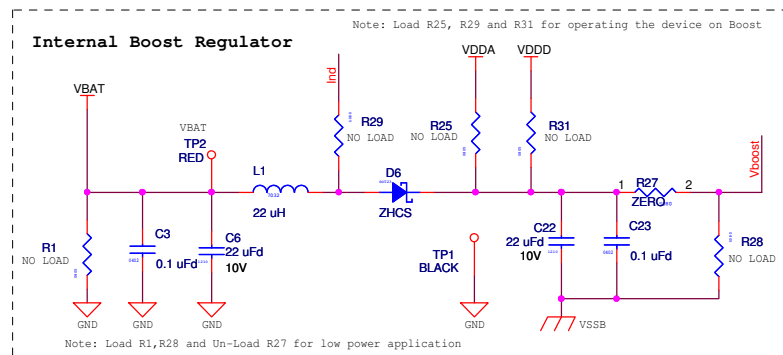 Note: Load R25, R29 and R31 for operating the device on Boost
Internal Boost Regulator
VBAT
Ind
VDDA
VDDD
R29
NO LOAD
R25
NO LOAD
R31
NO LOAD
Vboost
VBAT
TP2
RED
L1
22 uH
D6
ZHCS
1
R27
2
ZERO
R1
NO LOAD
C3
0.1 uFd
C6
22 uFd
10V
TP1
BLACK
C22
22 uFd
10V
C23
0.1 uFd
R28
NO LOAD
GND
GND
GND
GND
VSSB
Note: Load R1,R28 and Un-Load R27 for low power application